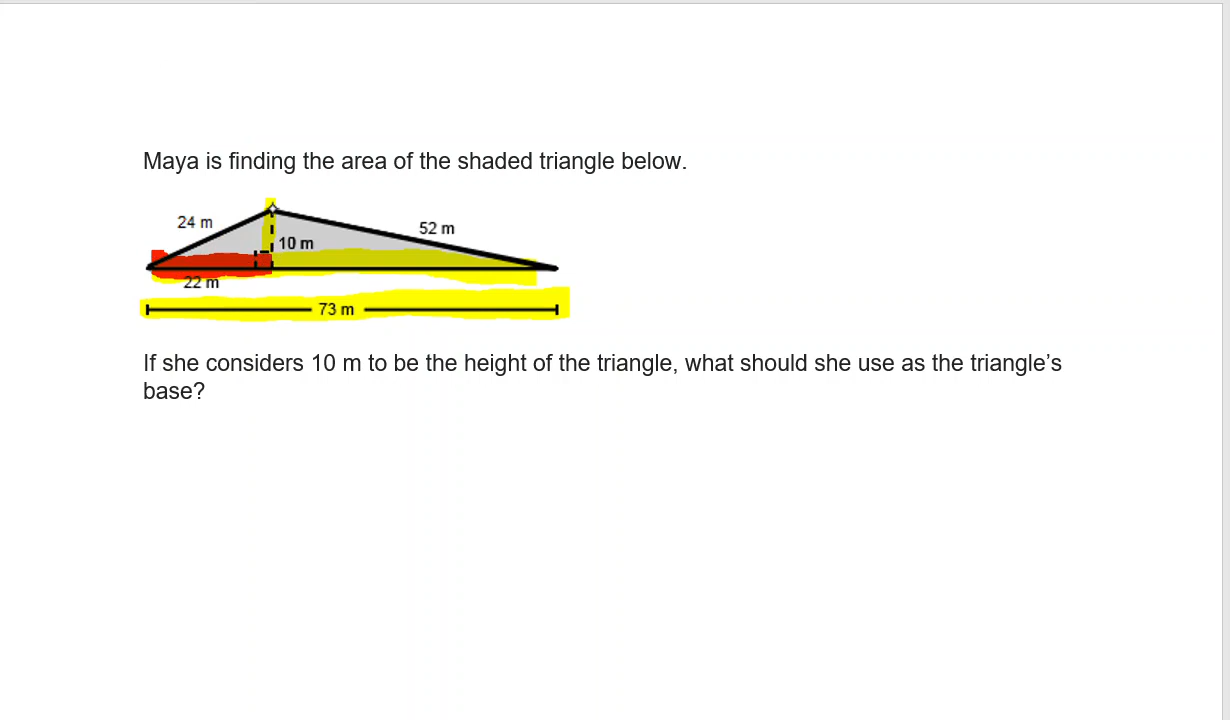 Maya is finding the area of the shaded triangle below.
24 m
52 m
10 m
22 m
73 m
If she considers 10 m to be the height of the triangle, what should she use as the triangle’s
base?